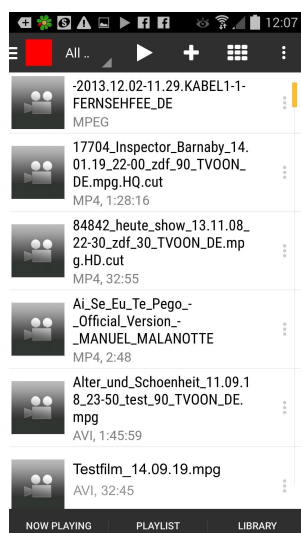 12:07
All ..
-2013.12.02-11.29.KABEL1-1-
FERNSEHFEE_DE
MPEG
17704_Inspector_Barnaby_14.
01.19_22-00_zdf_90_TVOON_
DE.mpg.HQ.cut
MP4, 1:28:16
84842_heute_show_13.11.08_
22-30_zdf_30_TVOON_DE.mp
g.HD.cut
MP4, 32:55
Ai_Se_Eu_Te_Pego_-
_Official_Version_-
_MANUEL_MALANOTTE
MP4, 2:48
Alter_und_Schoenheit_11.09.1
8_23-50_test_90_TVOON_DE.
mpg
AVI, 1:45:59
Testfilm_14.09.19.mpg
AVI, 32:45
NOW PLAYING PLAYLIST LIBRARY